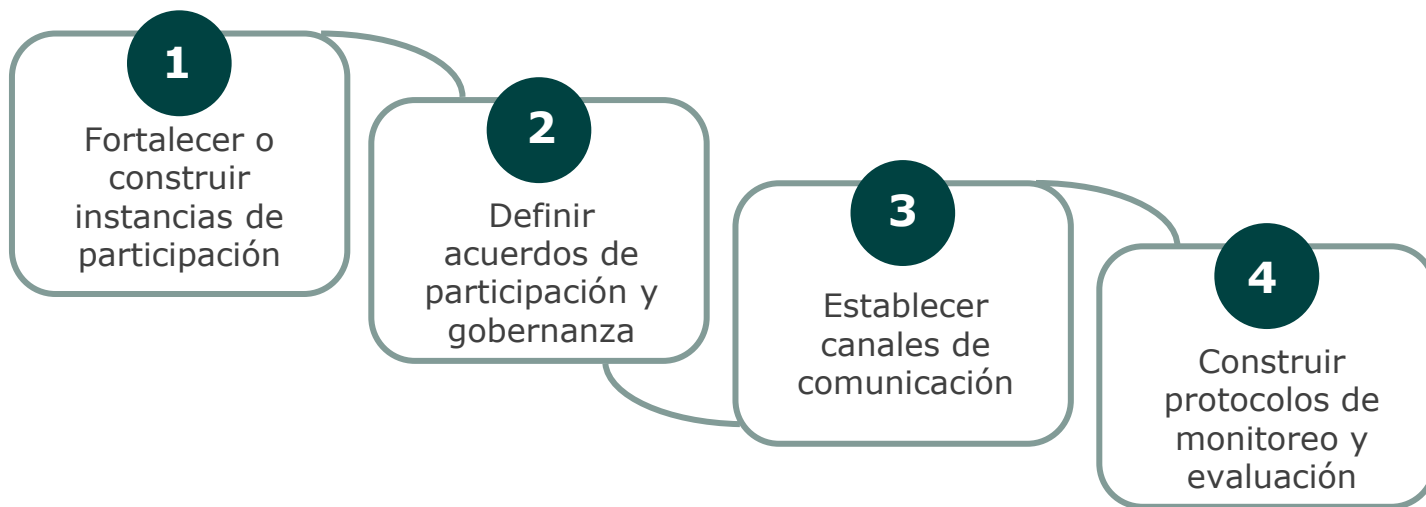 1
Fortalecer o
construir
instancias de
participación
2
Definir
acuerdos de
participación y
gobernanza
3
Establecer
canales de
comunicación
4
Construir
protocolos de
monitoreo y
evaluación